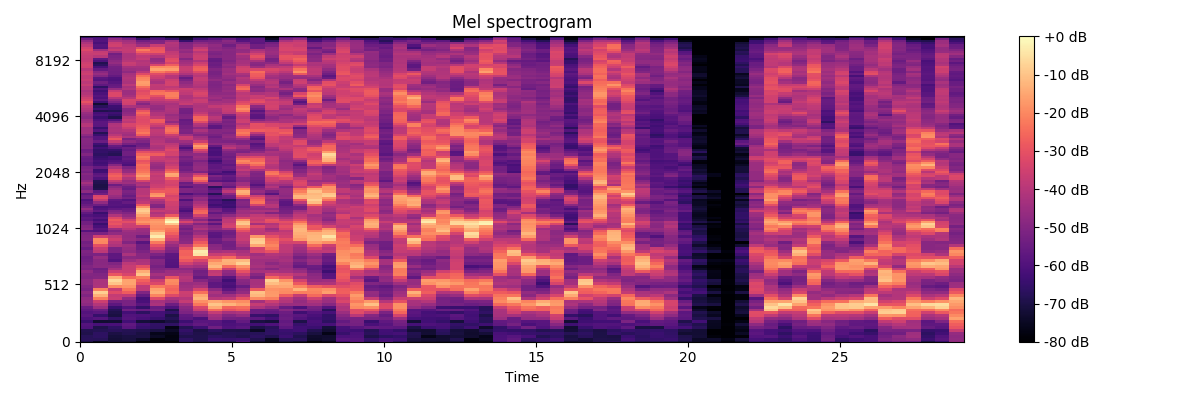 Mel spectrogram
8192
4096
2048
1024
512
0
Hz
0 5 10 15 20 25
Time
+0 dB
-10 dB
-20 dB
-30 dB
-40 dB
-50 dB
-60 dB
-70 dB
-80 dB